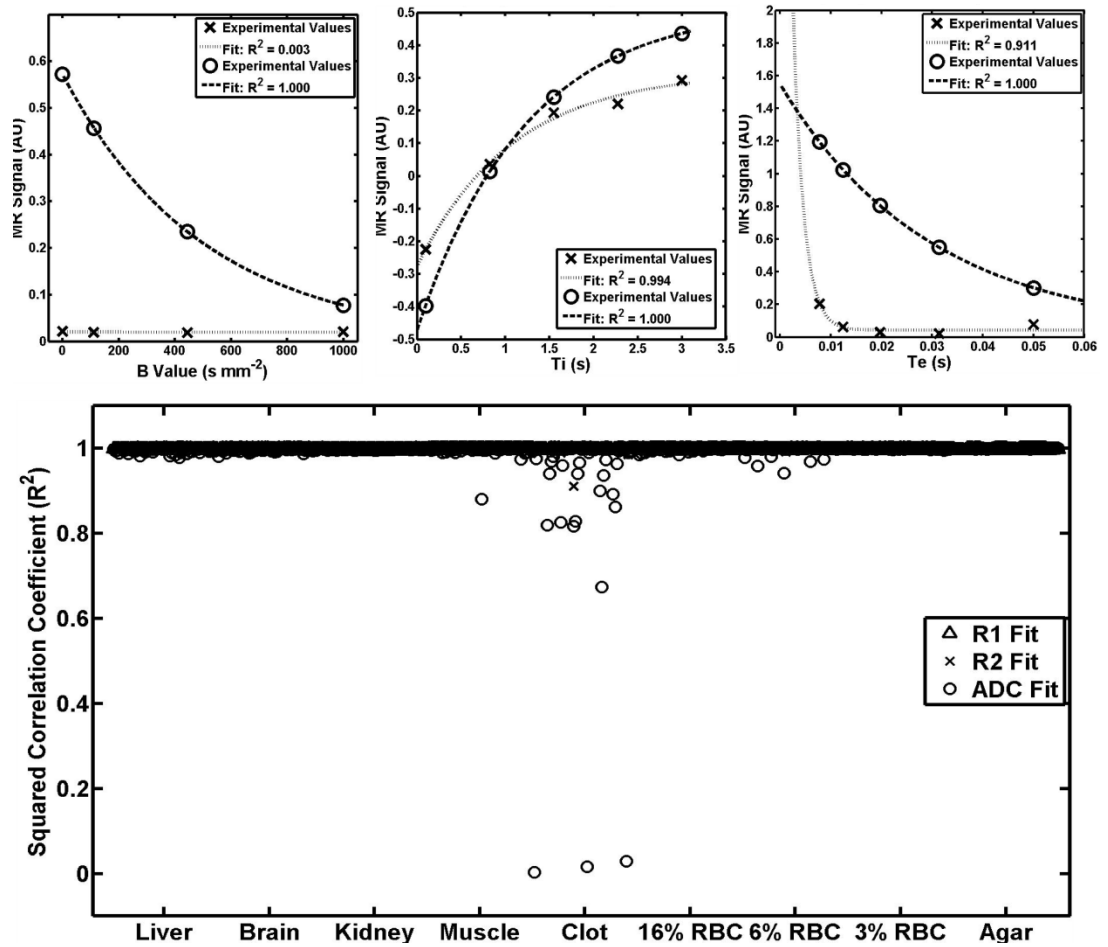 0.7
0.6
0.4
0.3
0.2
0.1
0
MR Signal (AU)
0 200 400 600 800 1000
B Value (s mm-2)
Experimental Values
Fit: R2 = 0.003
Experimental Values
Fit: R2 = 1.000
0.5
0.4
0.3
0.2
0.1
0
-0.1
-0.2
-0.3
-0.4
-0.5
MR Signal (AU)
0 0.5 1 1.5 2 2.5 3 3.5
Ti (s)
Experimental Values
Fit: R2 = 0.994
Experimental Values
Fit: R2 = 1.000
2
1.8
1.6
1.4
1.2
1
0.8
0.6
0.4
0.2
0
MR Signal (AU)
0 0.01 0.02 0.03 0.04 0.05 0.06
Te (s)
Experimental Values
Fit: R2 = 0.911
Experimental Values
Fit: R2 = 1.000
Squared Correlation Coefficient (R2)
1
0.8
0.6
0.4
0.2
0
R1 Fit
R2 Fit
ADC Fit
Liver Brain Kidney Muscle Clot 16% RBC 6% RBC 3% RBC Agar